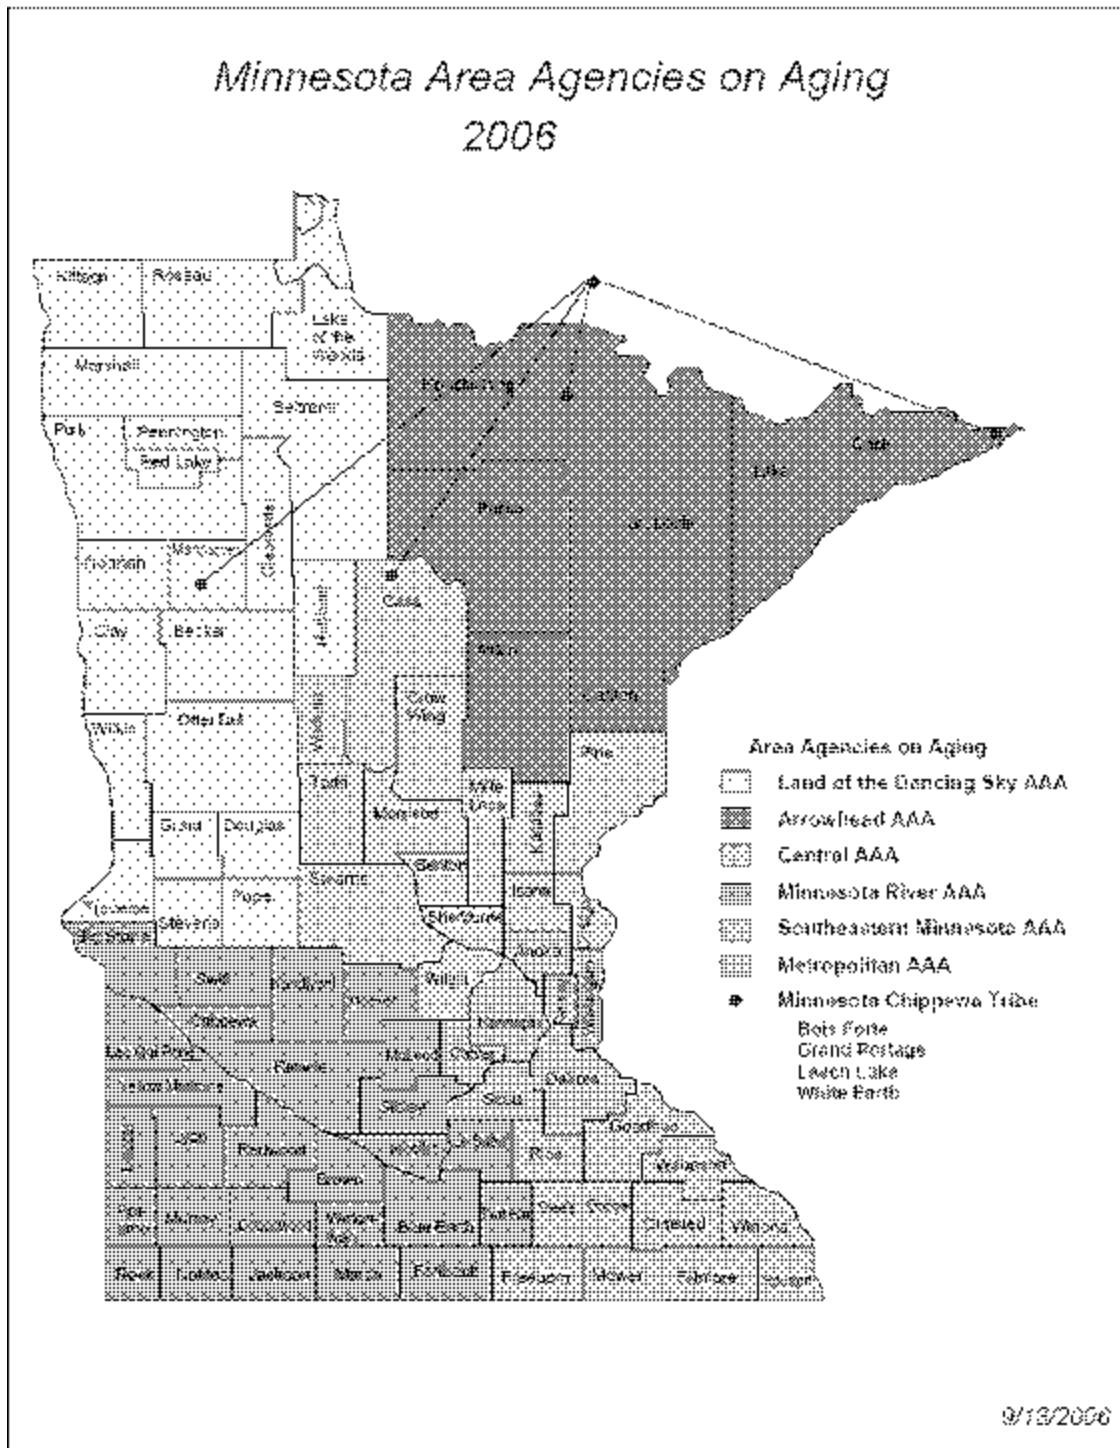 Minnesota Area Agencies on Aging
2006
Kittson
Roseau
Lake
of the
Woods
Marshall
Beltrami
Polk
Pennington
Red Lake
Koochiching
Cook
Lake
Itasca
St. Louis
Norman
Mahnomen
Clearwater
Hubbard
Cass
Clay
Becker
Aitkin
Carlton
Crow
Wing
Wadena
Wilkin
Otter Tail
Pine
Todd
Mille
Lacs
Morrison
Kanabec
Grant
Douglas
Benton
Stearns
Isanti
Traverse
Stevens
Pope
Sherburne
Big Stone
Anoka
Swift
Kandiyohi
Meeker
Wright
Washington
Chippewa
Hennepin
Lac Qui Parle
Renville
McLeod
Carver
Dakota
Yellow Medicine
Sibley
Scott
Goodhue
Lyon
Redwood
Nicollet
Le Sueur
Rice
Wabasha
Brown
Murray
Cottonwood
Blue Earth
Waseca
Steele
Dodge
Olmsted
Winona
Rock
Nobles
Jackson
Martin
Faribault
Freeborn
Mower
Fillmore
Houston
Area Agencies on Aging
Land of the Dancing Sky AAA
Arrowhead AAA
Central AAA
Minnesota River AAA
Southeastern Minnesota AAA
Metropolitan AAA
Minnesota Chippewa Tribe
Bois Forte
Grand Portage
Leech Lake
White Earth
9/13/2006